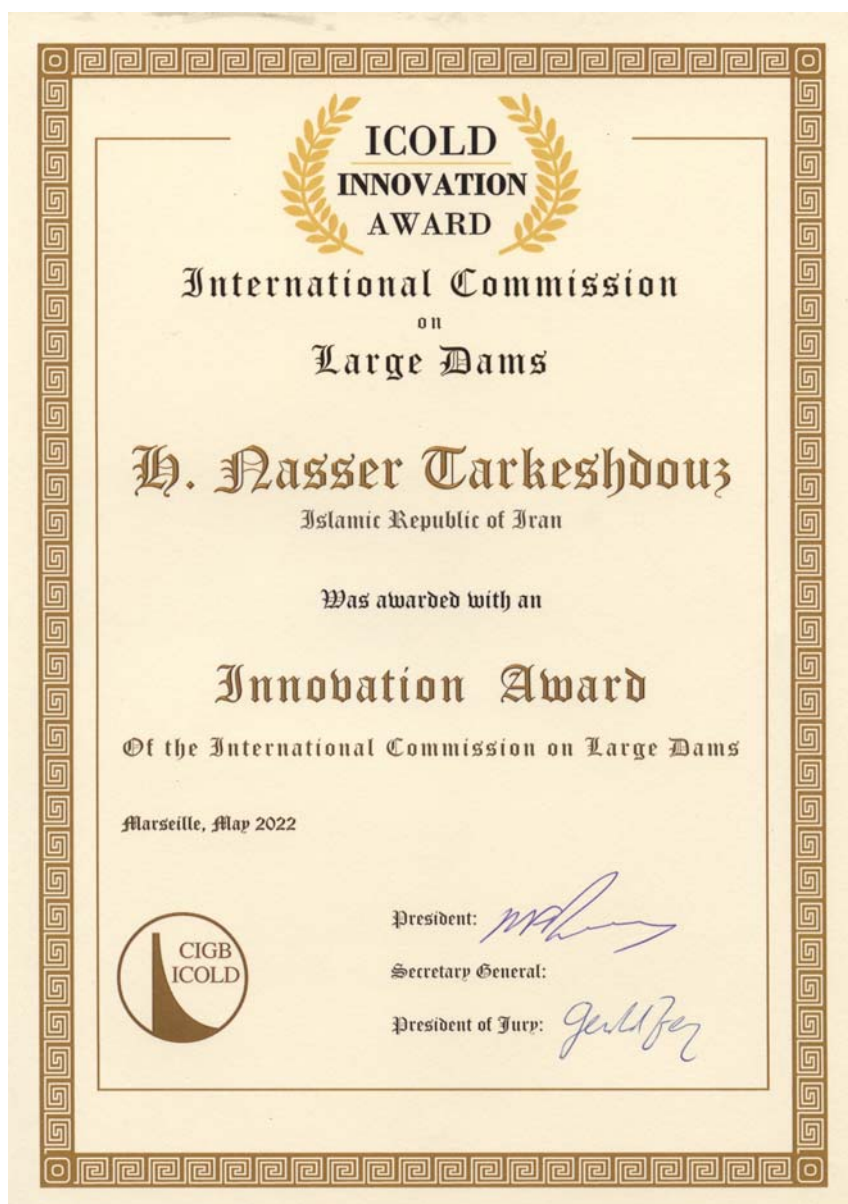 ICOLD
INNOVATION
AWARD
International Commission
on
Large Dams
H. Nasser Tarkeshdouz
Islamic Republic of Iran
Was awarded with an
Innovation Award
Of the International Commission on Large Dams
Marseille, May 2022
CIGB
ICOLD
President:
Secretary General:
President of Jury: